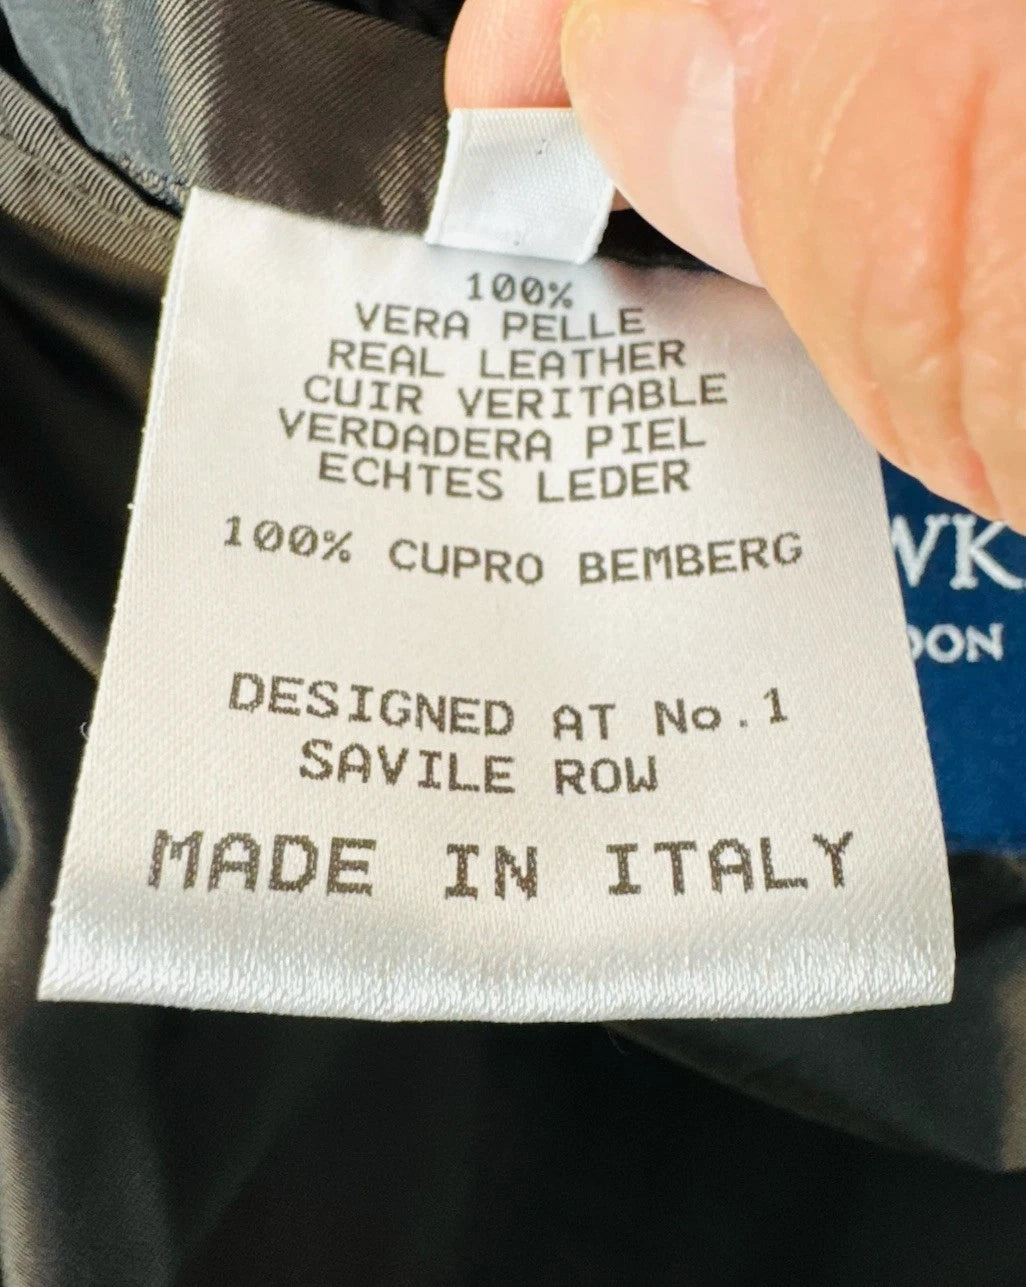 100%
VERA PELLE
REAL LEATHER
CUIR VERITABLE
VERDADERA PIEL
ECHTES LEDER
100% CUPRO BEMBERG
DESIGNED AT No.1
SAVILE ROW
MADE IN ITALY